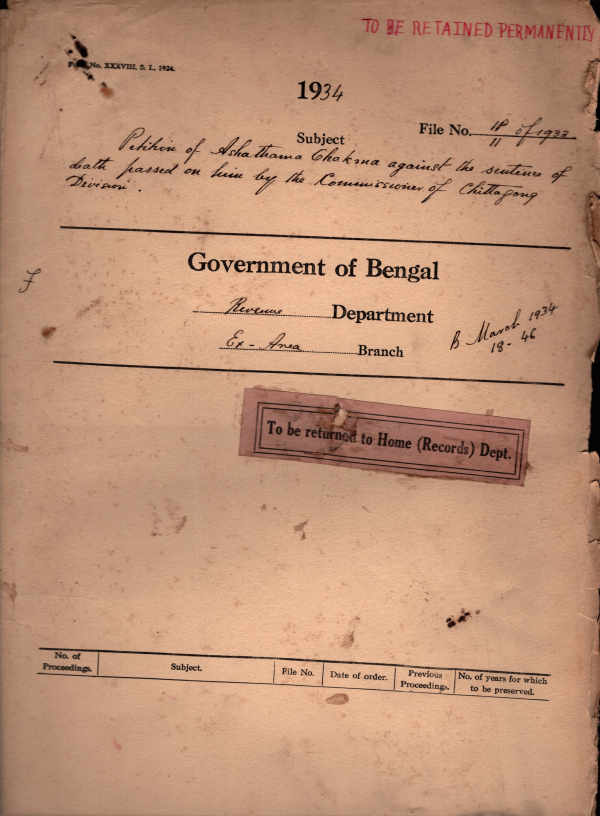 TO BE RETAINED PERMANENTLY
Form No. XXXVIII, S. I., 1924.
1934
File No. 1P/11 of 1933
Subject
Petition of Ashathama Chakma against the sentence of
death passed on him by the Commissioner of Chittagong
Division.
Government of Bengal
Revenue Department
Ex-Area Branch
B March 1934
18-46
To be returned to Home (Records) Dept.
No. of Proceedings. Subject. File No. Date of order. Previous Proceedings. No. of years for which to be preserved.